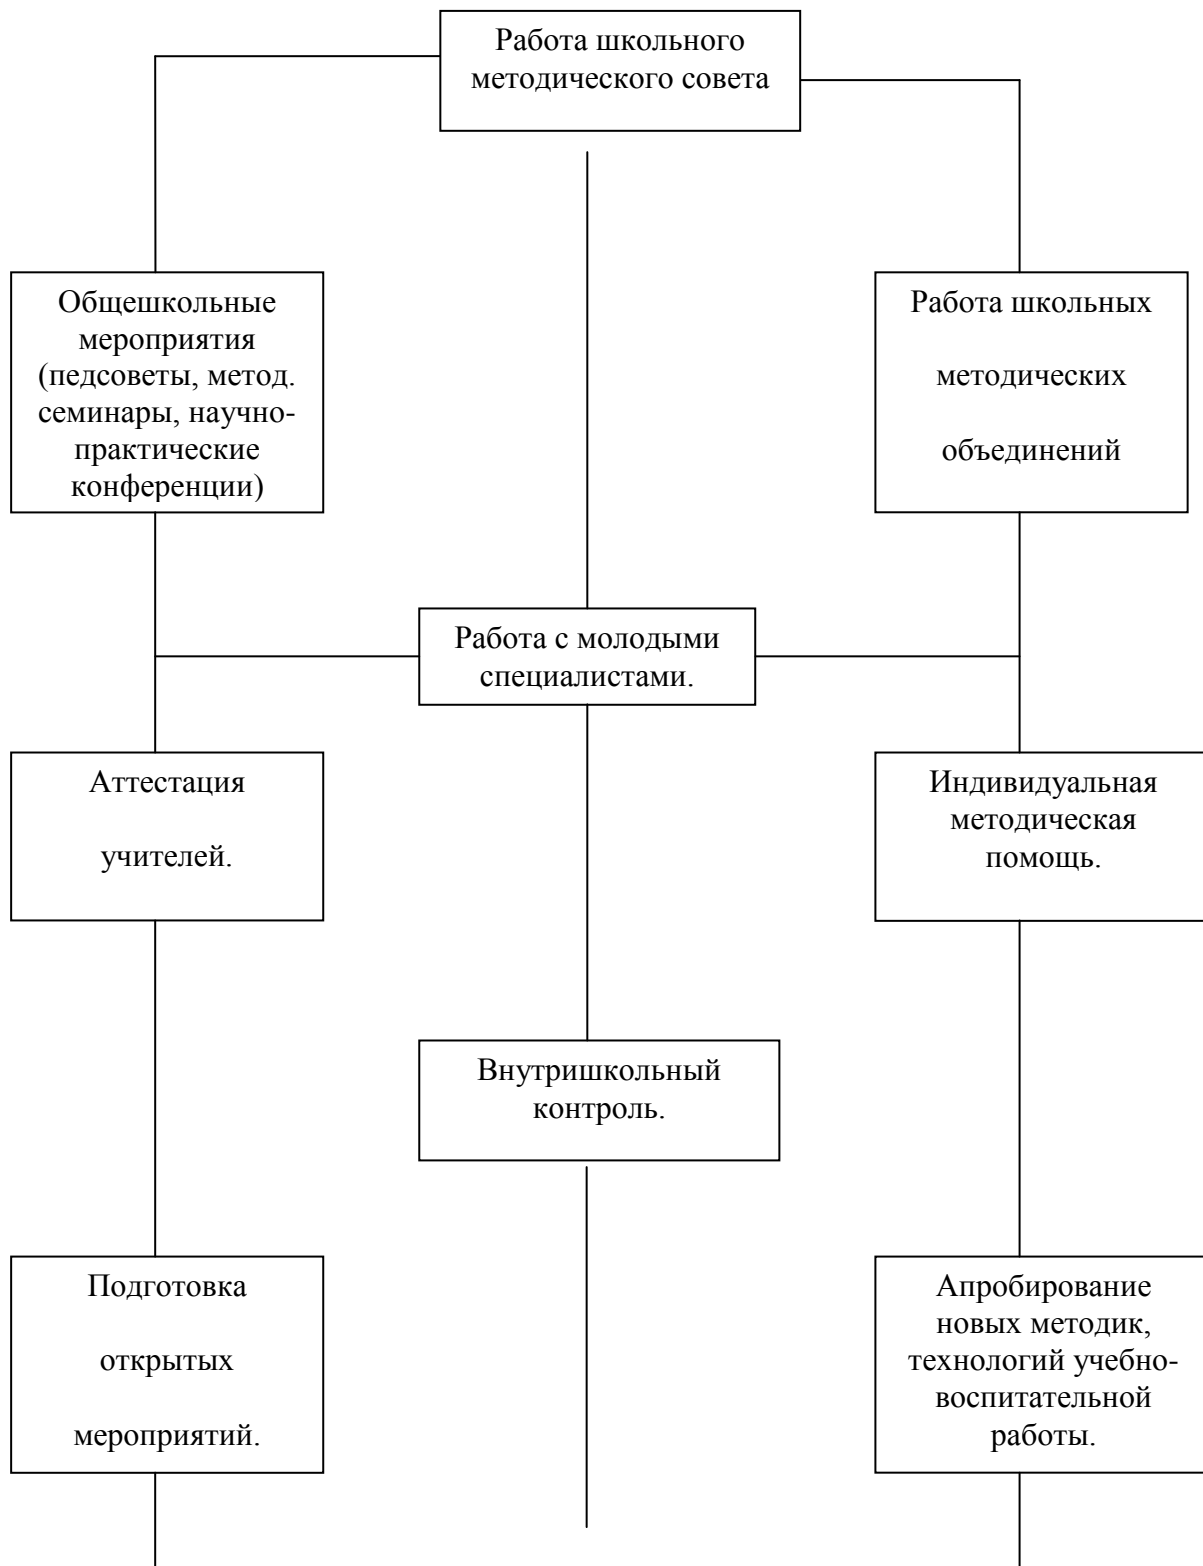 Работа школьного
методического совета
Общешкольные
мероприятия
(педсоветы, метод.
семинары, научно-
практические
конференции)
Работа школьных
методических
объединений
Работа с молодыми
специалистами.
Аттестация
учителей.
Индивидуальная
методическая
помощь.
Внутришкольный
контроль.
Подготовка
открытых
мероприятий.
Апробирование
новых методик,
технологий учебно-
воспитательной
работы.